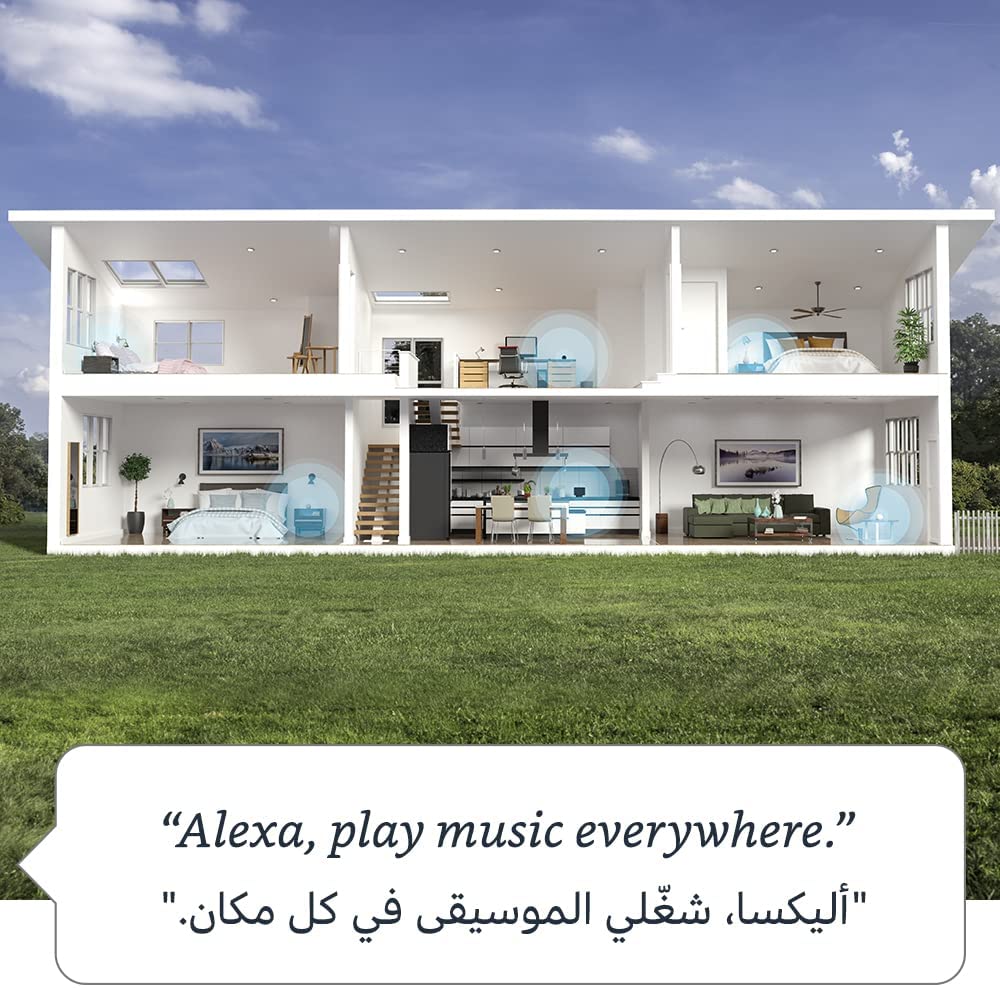 “Alexa, play music everywhere.”
"أليكسا، شغّلي الموسيقى في كل مكان."